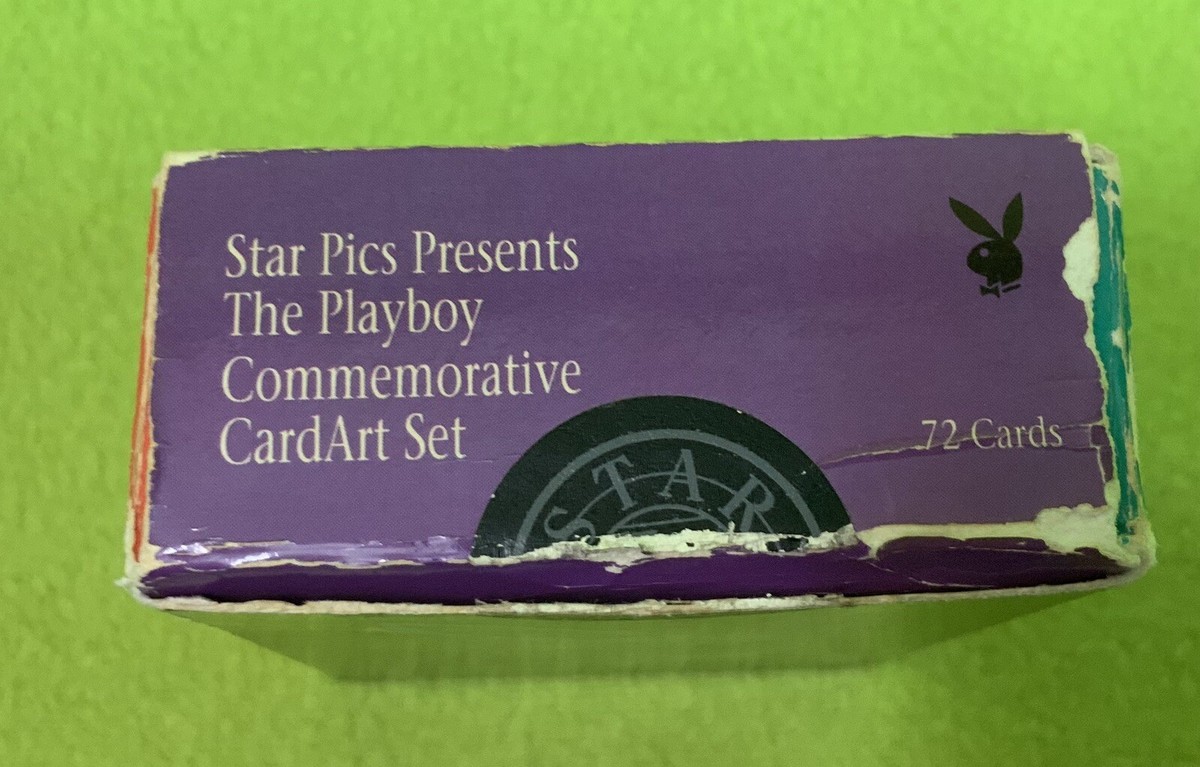 Star Pics Presents
The Playboy
Commemorative
CardArt Set
72 Cards
STAR